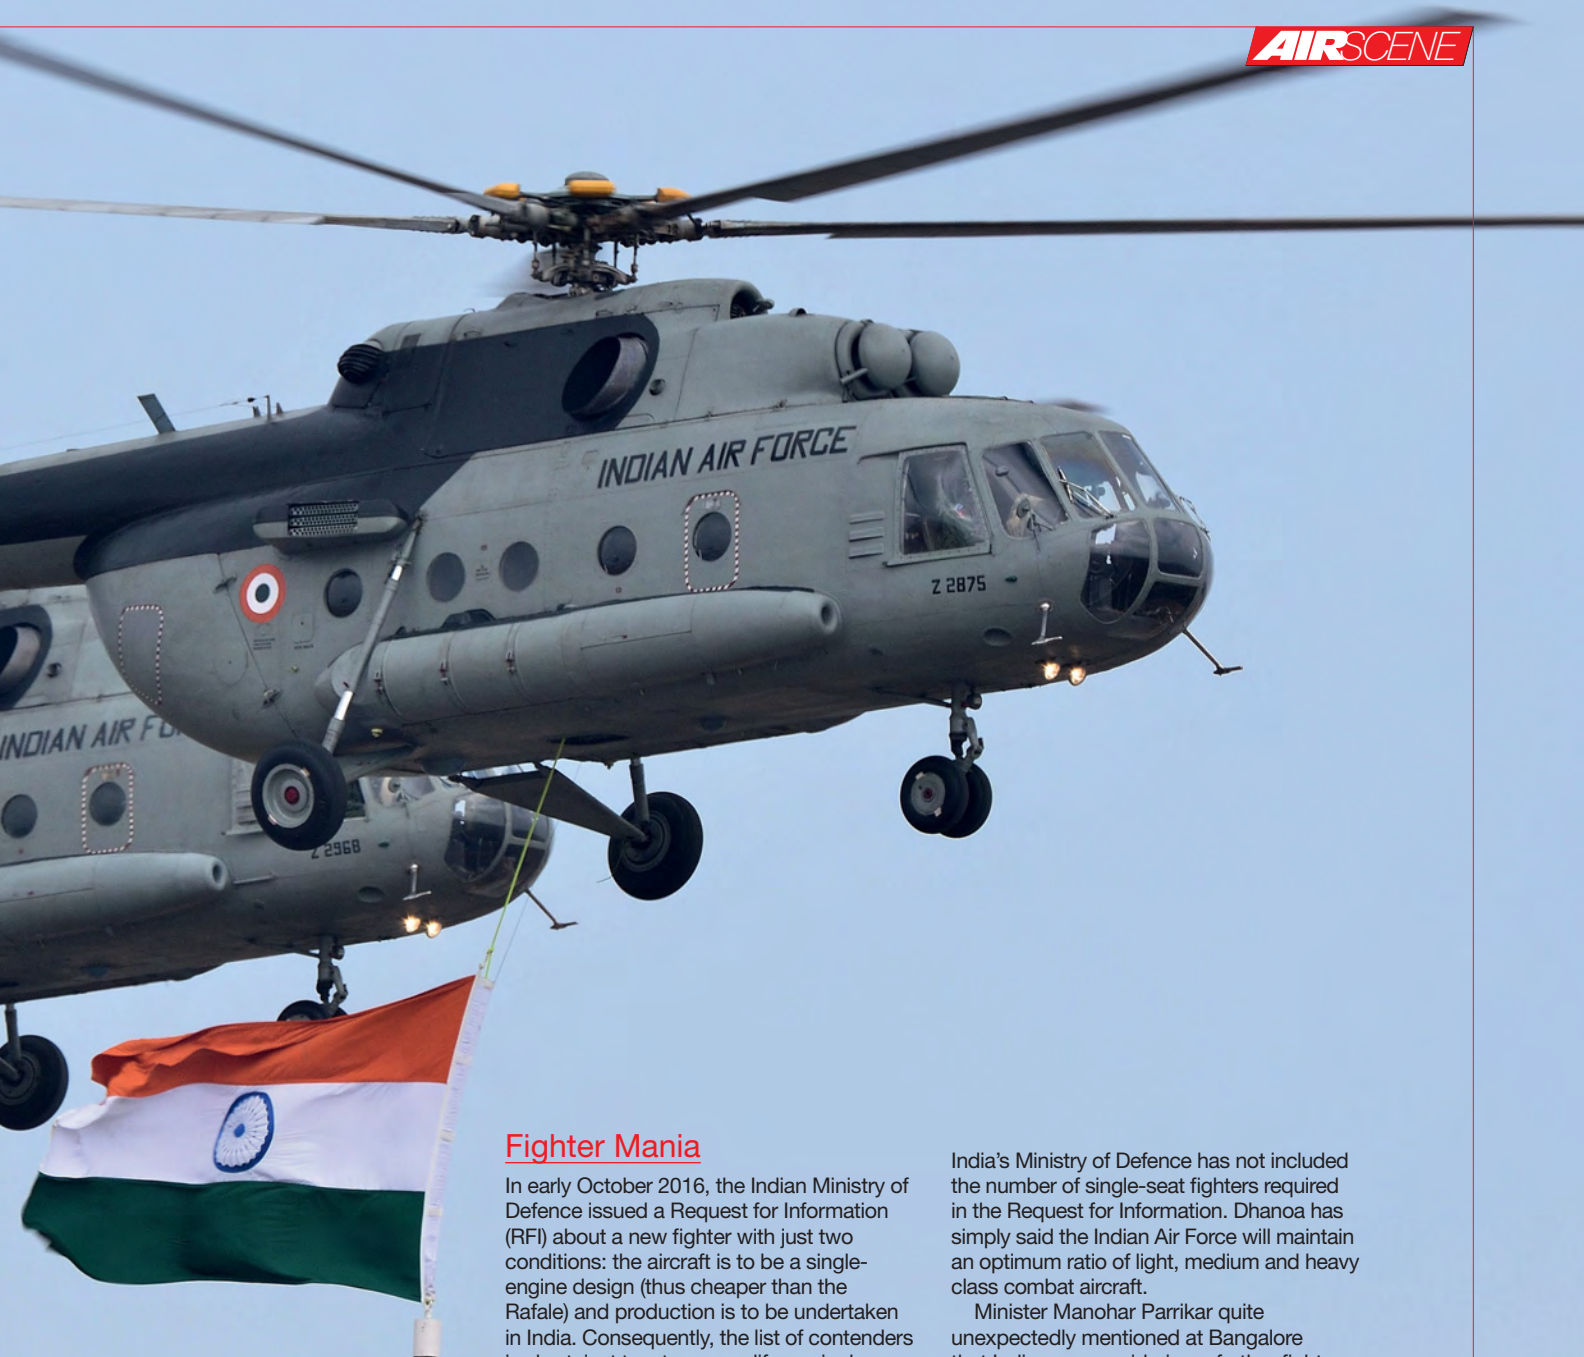 AIRSCENE
INDIAN AIR FORCE
Z 2875
INDIAN AIR
Z 2968
Fighter Mania
In early October 2016, the Indian Ministry of
Defence issued a Request for Information
(RFI) about a new fighter with just two
conditions: the aircraft is to be a single-
engine design (thus cheaper than the
Rafale) and production is to be undertaken
in India. Consequently, the list of contenders
India's Ministry of Defence has not included
the number of single-seat fighters required
in the Request for Information. Dhanoa has
simply said the Indian Air Force will maintain
an optimum ratio of light, medium and heavy
class combat aircraft.
Minister Manohar Parrikar quite
unexpectedly mentioned at Bangalore